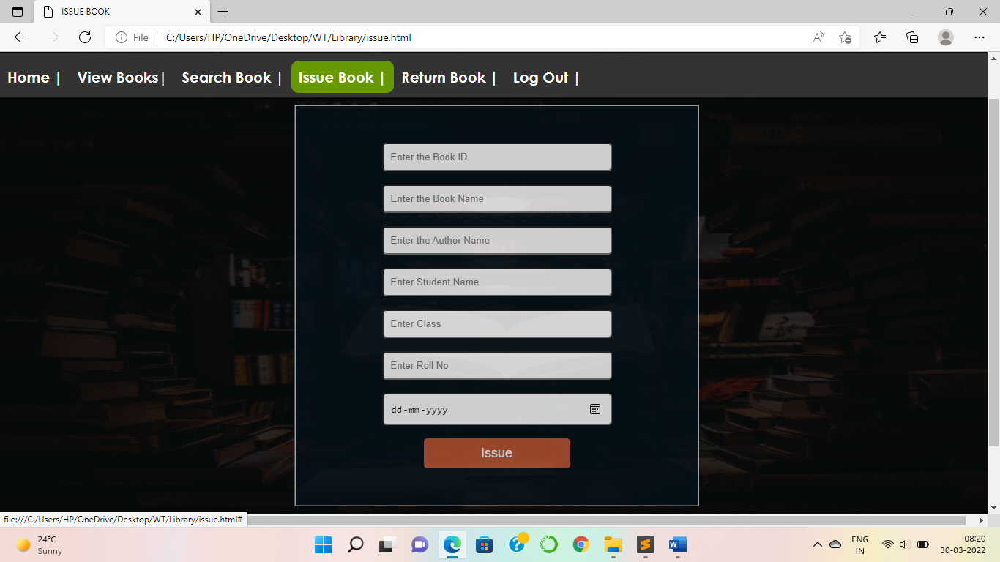 ISSUE BOOK
File | C:/Users/HP/OneDrive/Desktop/WT/Library/issue.html
Home | View Books| Search Book | Issue Book | Return Book | Log Out |
Enter the Book ID
Enter the Book Name
Enter the Author Name
Enter Student Name
Enter Class
Enter Roll No
dd-mm-yyyy
Issue
file:///C:/Users/HP/OneDrive/Desktop/WT/Library/issue.html#
24°C
Sunny
ENG
IN
08:20
30-03-2022